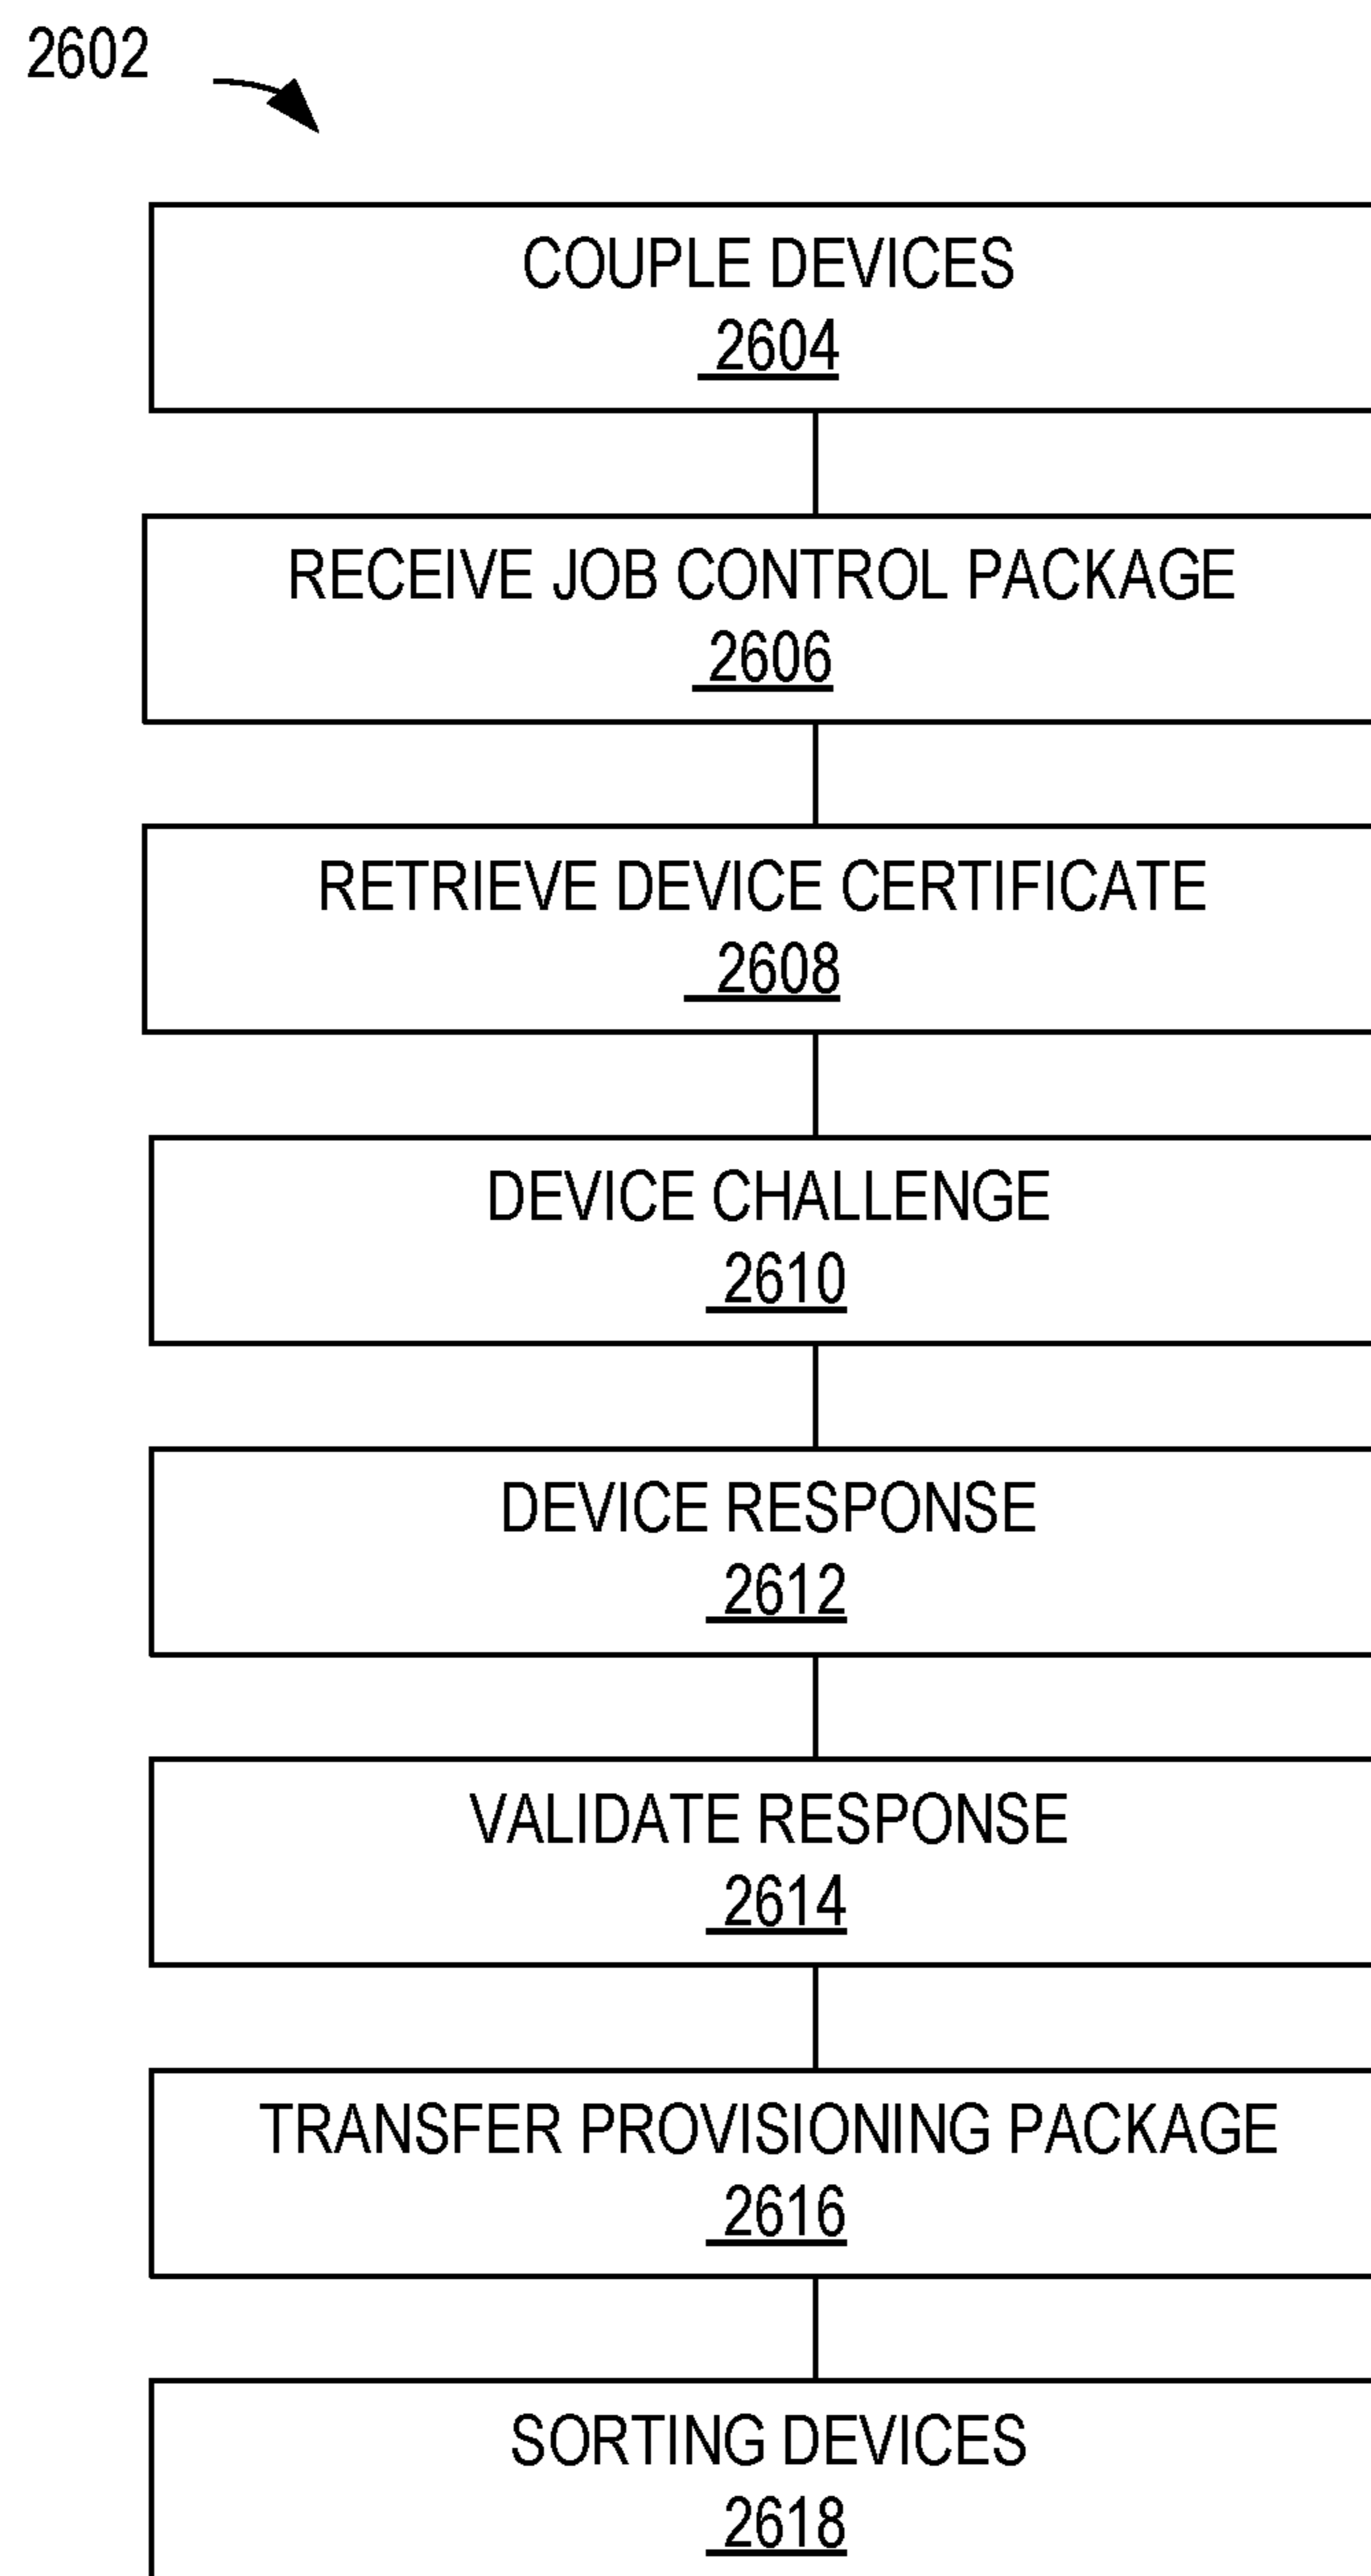 2602
COUPLE DEVICES
2604
RECEIVE JOB CONTROL PACKAGE
2606
RETRIEVE DEVICE CERTIFICATE
2608
DEVICE CHALLENGE
2610
DEVICE RESPONSE
2612
VALIDATE RESPONSE
2614
TRANSFER PROVISIONING PACKAGE
2616
SORTING DEVICES
2618